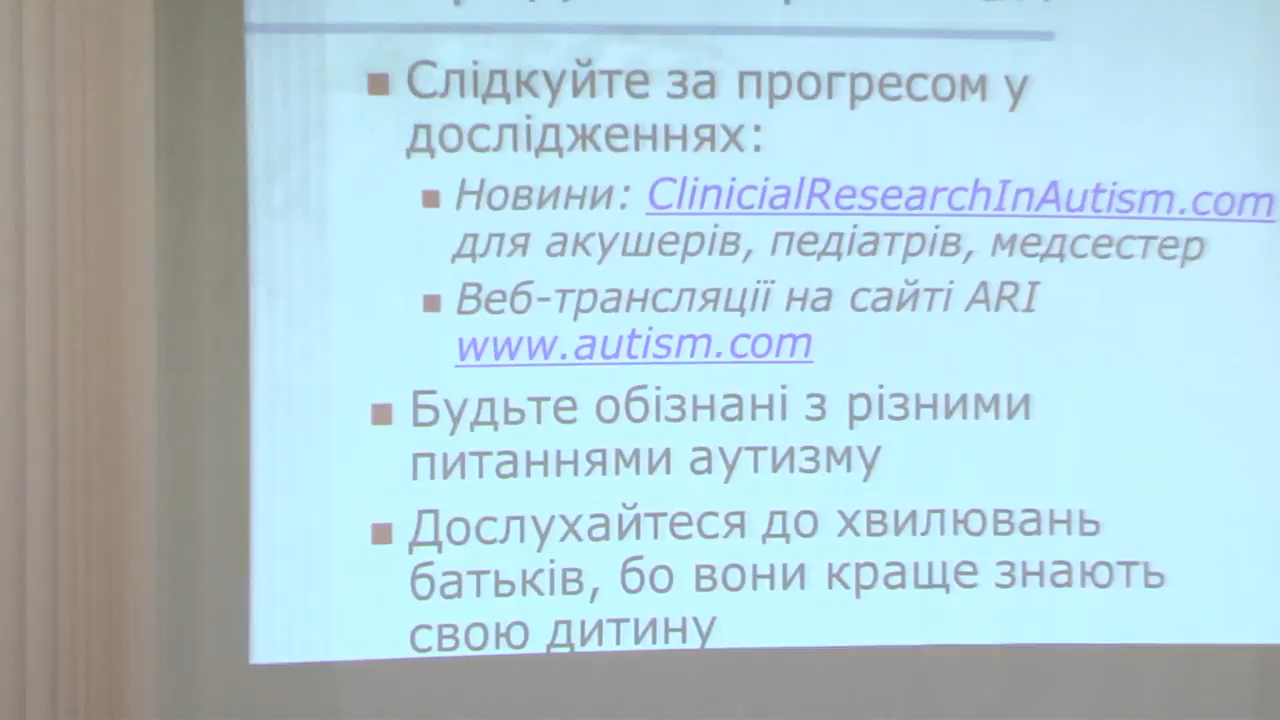 Слідкуйте за прогресом у
дослідженнях:
Новини: ClinicialResearchInAutism.com
для акушерів, педіатрів, медсестер
Веб-трансляції на сайті ARI
www.autism.com
Будьте обізнані з різними
питаннями аутизму
Дослухайтеся до хвилювань
батьків, бо вони краще знають
свою дитину